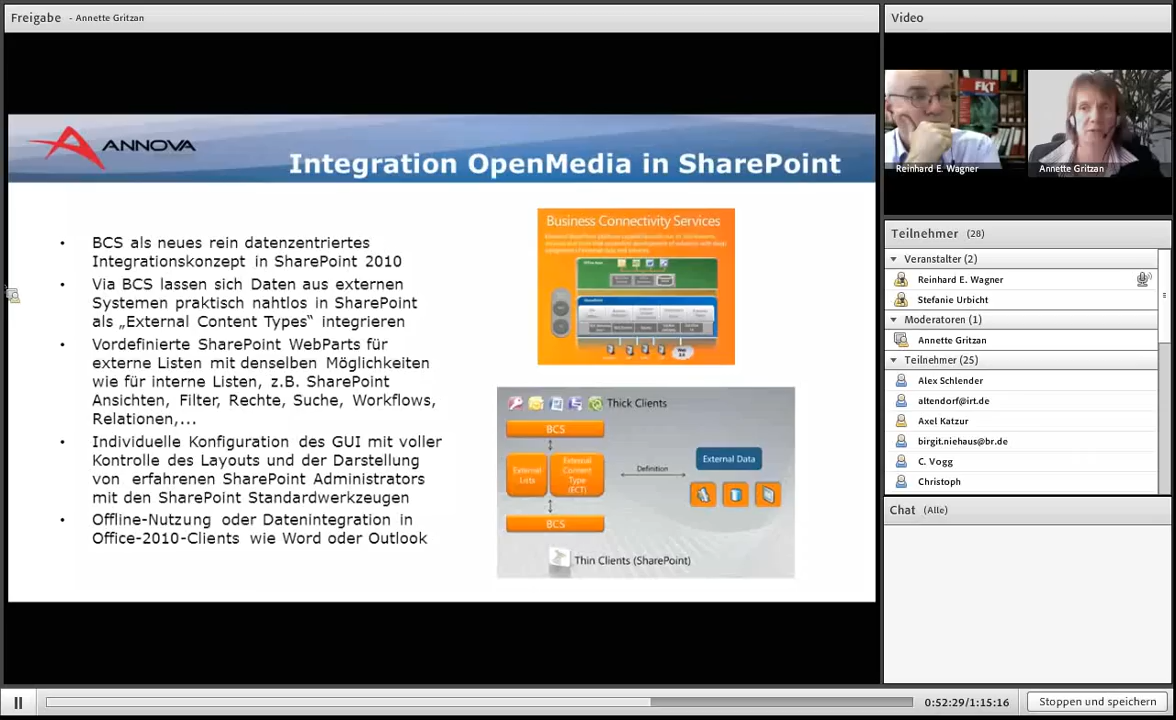 Freigabe - Annette Gritzan
ANNOVA
Integration OpenMedia in SharePoint
• BCS als neues rein datenzentriertes
Integrationskonzept in SharePoint 2010
• Via BCS lassen sich Daten aus externen
Systemen praktisch nahtlos in SharePoint
als „External Content Types“ integrieren
• Vordefinierte SharePoint WebParts für
externe Listen mit denselben Möglichkeiten
wie für interne Listen, z.B. SharePoint
Ansichten, Filter, Rechte, Suche, Workflows,
Relationen,...
• Individuelle Konfiguration des GUI mit voller
Kontrolle des Layouts und der Darstellung
von erfahrenen SharePoint Administrators
mit den SharePoint Standardwerkzeugen
• Offline-Nutzung oder Datenintegration in
Office-2010-Clients wie Word oder Outlook
Business Connectivity Services
Thick Clients
BCS
External
Lists
External
Content
Type
(ECT)
Definition
External Data
BCS
Thin Clients (SharePoint)
Video
FKT
Reinhard E. Wagner
Annette Gritzan
Teilnehmer (28)
Veranstalter (2)
Reinhard E. Wagner
Stefanie Urbicht
Moderatoren (1)
Annette Gritzan
Teilnehmer (25)
Alex Schlender
altendorf@irt.de
Axel Katzur
birgit.niehaus@br.de
C. Vogg
Christoph
Chat (Alle)
0:52:29/1:15:16
Stoppen und speichern